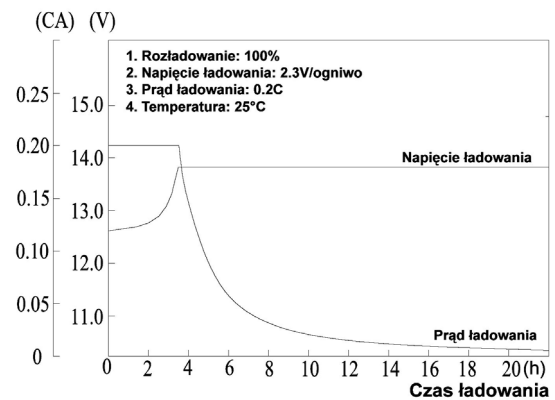 (CA) (V)
1. Rozładowanie: 100%
2. Napięcie ładowania: 2.3V/ogniwo
3. Prąd ładowania: 0.2C
4. Temperatura: 25°C
0.25
15.0
0.20
14.0
Napięcie ładowania
0.15
13.0
0.10
12.0
0.05
11.0
Prąd ładowania
0
0 2 4 6 8 10 12 14 16 18 20 (h)
Czas ładowania